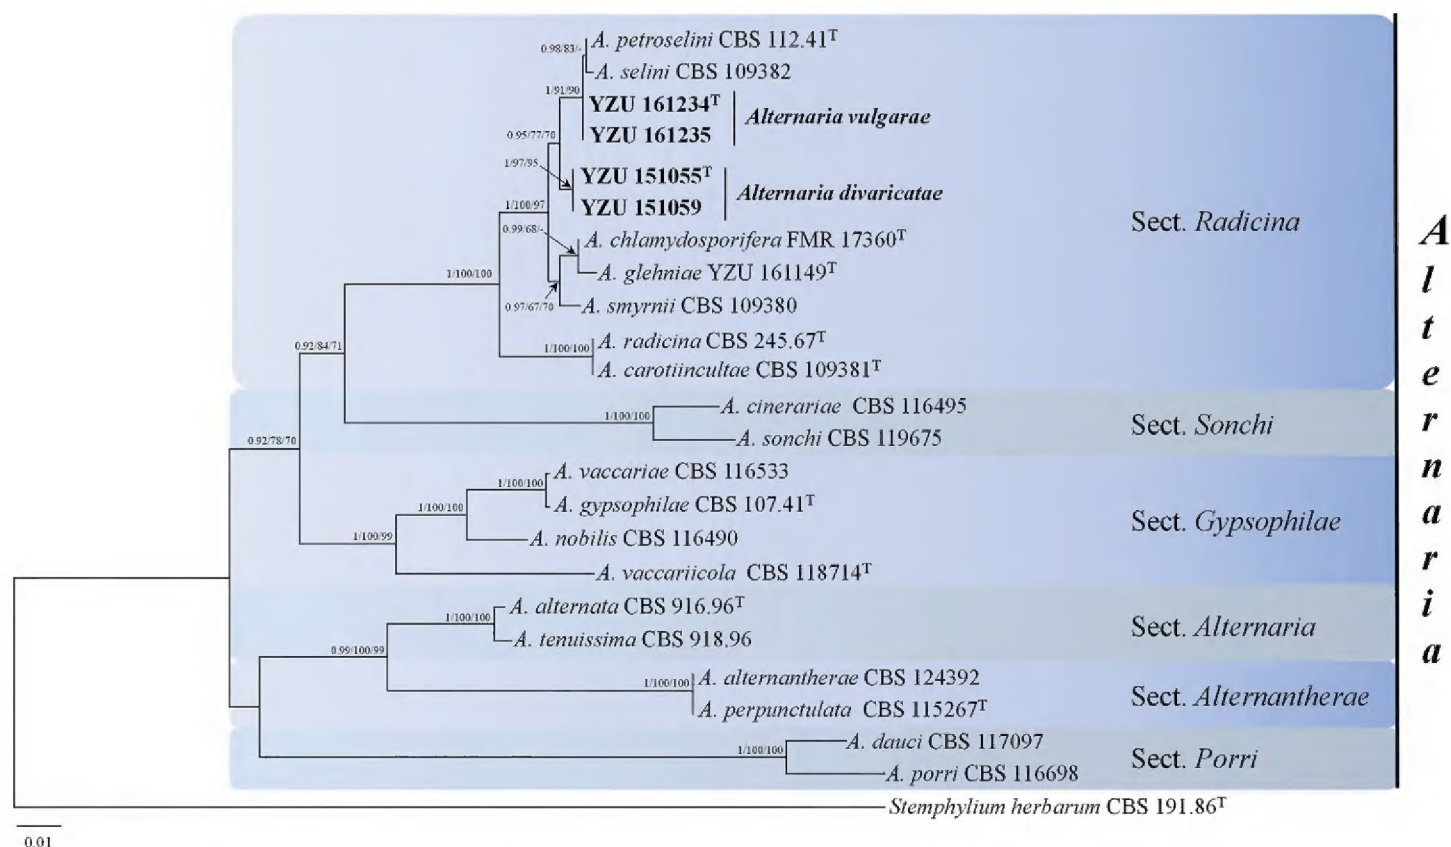 0.98/83/-
A. petroselini CBS 112.41T
A. selini CBS 109382
1/91/90
YZU 161234T
YZU 161235
Alternaria vulgarae
0.95/77/70
1/97/95
YZU 151055T
YZU 151059
Alternaria divaricatae
1/100/97
0.99/68/-
A. chlamydosporifera FMR 17360T
A. glehniae YZU 161149T
0.97/67/70
A. smyrnii CBS 109380
1/100/100
1/100/100
A. radicina CBS 245.67T
A. carotiincultae CBS 109381T
Sect. Radicina
0.92/84/71
1/100/100
A. cinerariae CBS 116495
A. sonchi CBS 119675
Sect. Sonchi
0.92/78/70
1/100/100
A. vaccariae CBS 116533
A. gypsophilae CBS 107.41T
1/100/100
A. nobilis CBS 116490
1/100/99
A. vaccariicola CBS 118714T
Sect. Gypsophilae
1/100/100
A. alternata CBS 916.96T
A. tenuissima CBS 918.96
Sect. Alternaria
0.99/100/99
1/100/100
A. alternantherae CBS 124392
A. perpunctulata CBS 115267T
Sect. Alternantherae
1/100/100
A. dauci CBS 117097
A. porri CBS 116698
Sect. Porri
Stemphylium herbarum CBS 191.86T
0.01
Alternaria